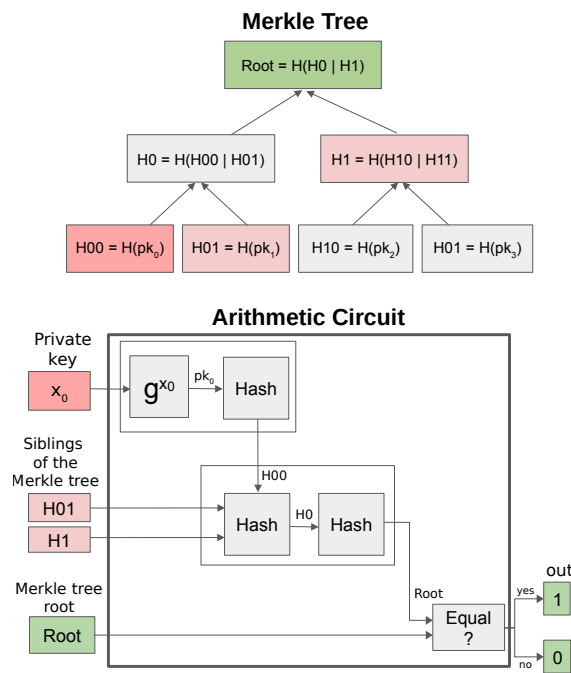 Merkle Tree
Root = H(H0 | H1)
H0 = H(H00 | H01)
H1 = H(H10 | H11)
H00 = H(pk₀)
H01 = H(pk₁)
H10 = H(pk₂)
H01 = H(pk₃)
Arithmetic Circuit
Private
key
x₀
g^x₀
pk₀
Hash
Siblings
of the
Merkle tree
H00
H01
H1
Hash
H0
Hash
Merkle tree
root
Root
Root
Equal
?
out
yes
1
no
0